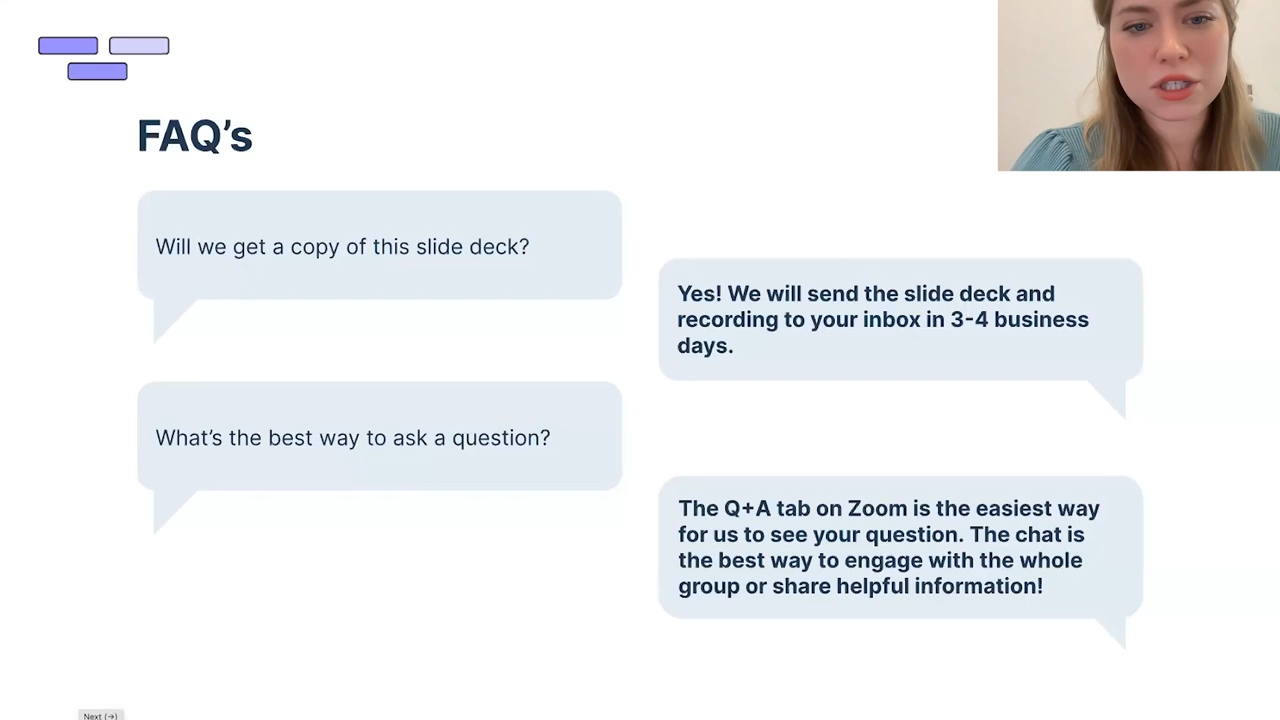 FAQ’s
Will we get a copy of this slide deck?
Yes! We will send the slide deck and
recording to your inbox in 3-4 business
days.
What’s the best way to ask a question?
The Q+A tab on Zoom is the easiest way
for us to see your question. The chat is
the best way to engage with the whole
group or share helpful information!
Next (→)